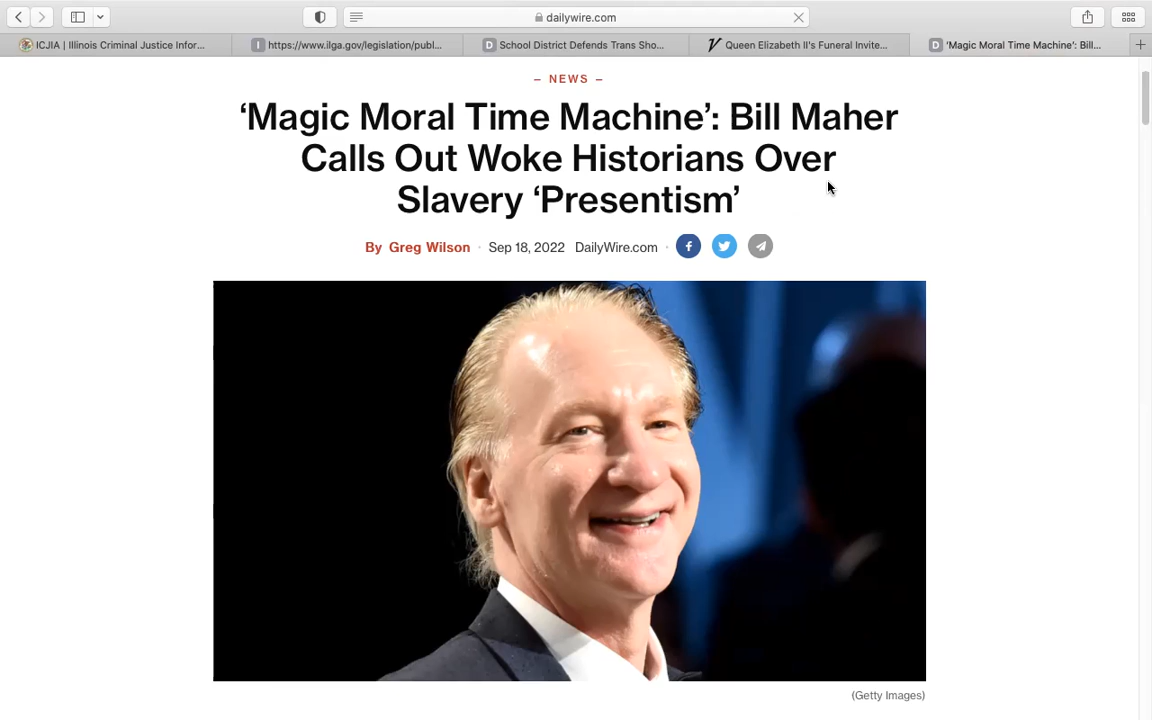 dailywire.com
ICJIA | Illinois Criminal Justice Infor...
I https://www.ilga.gov/legislation/publ...
D School District Defends Trans Sho...
V Queen Elizabeth II's Funeral Invite...
D ‘Magic Moral Time Machine’: Bill...
– NEWS –
‘Magic Moral Time Machine’: Bill Maher
Calls Out Woke Historians Over
Slavery ‘Presentism’
By Greg Wilson · Sep 18, 2022 DailyWire.com ·
(Getty Images)